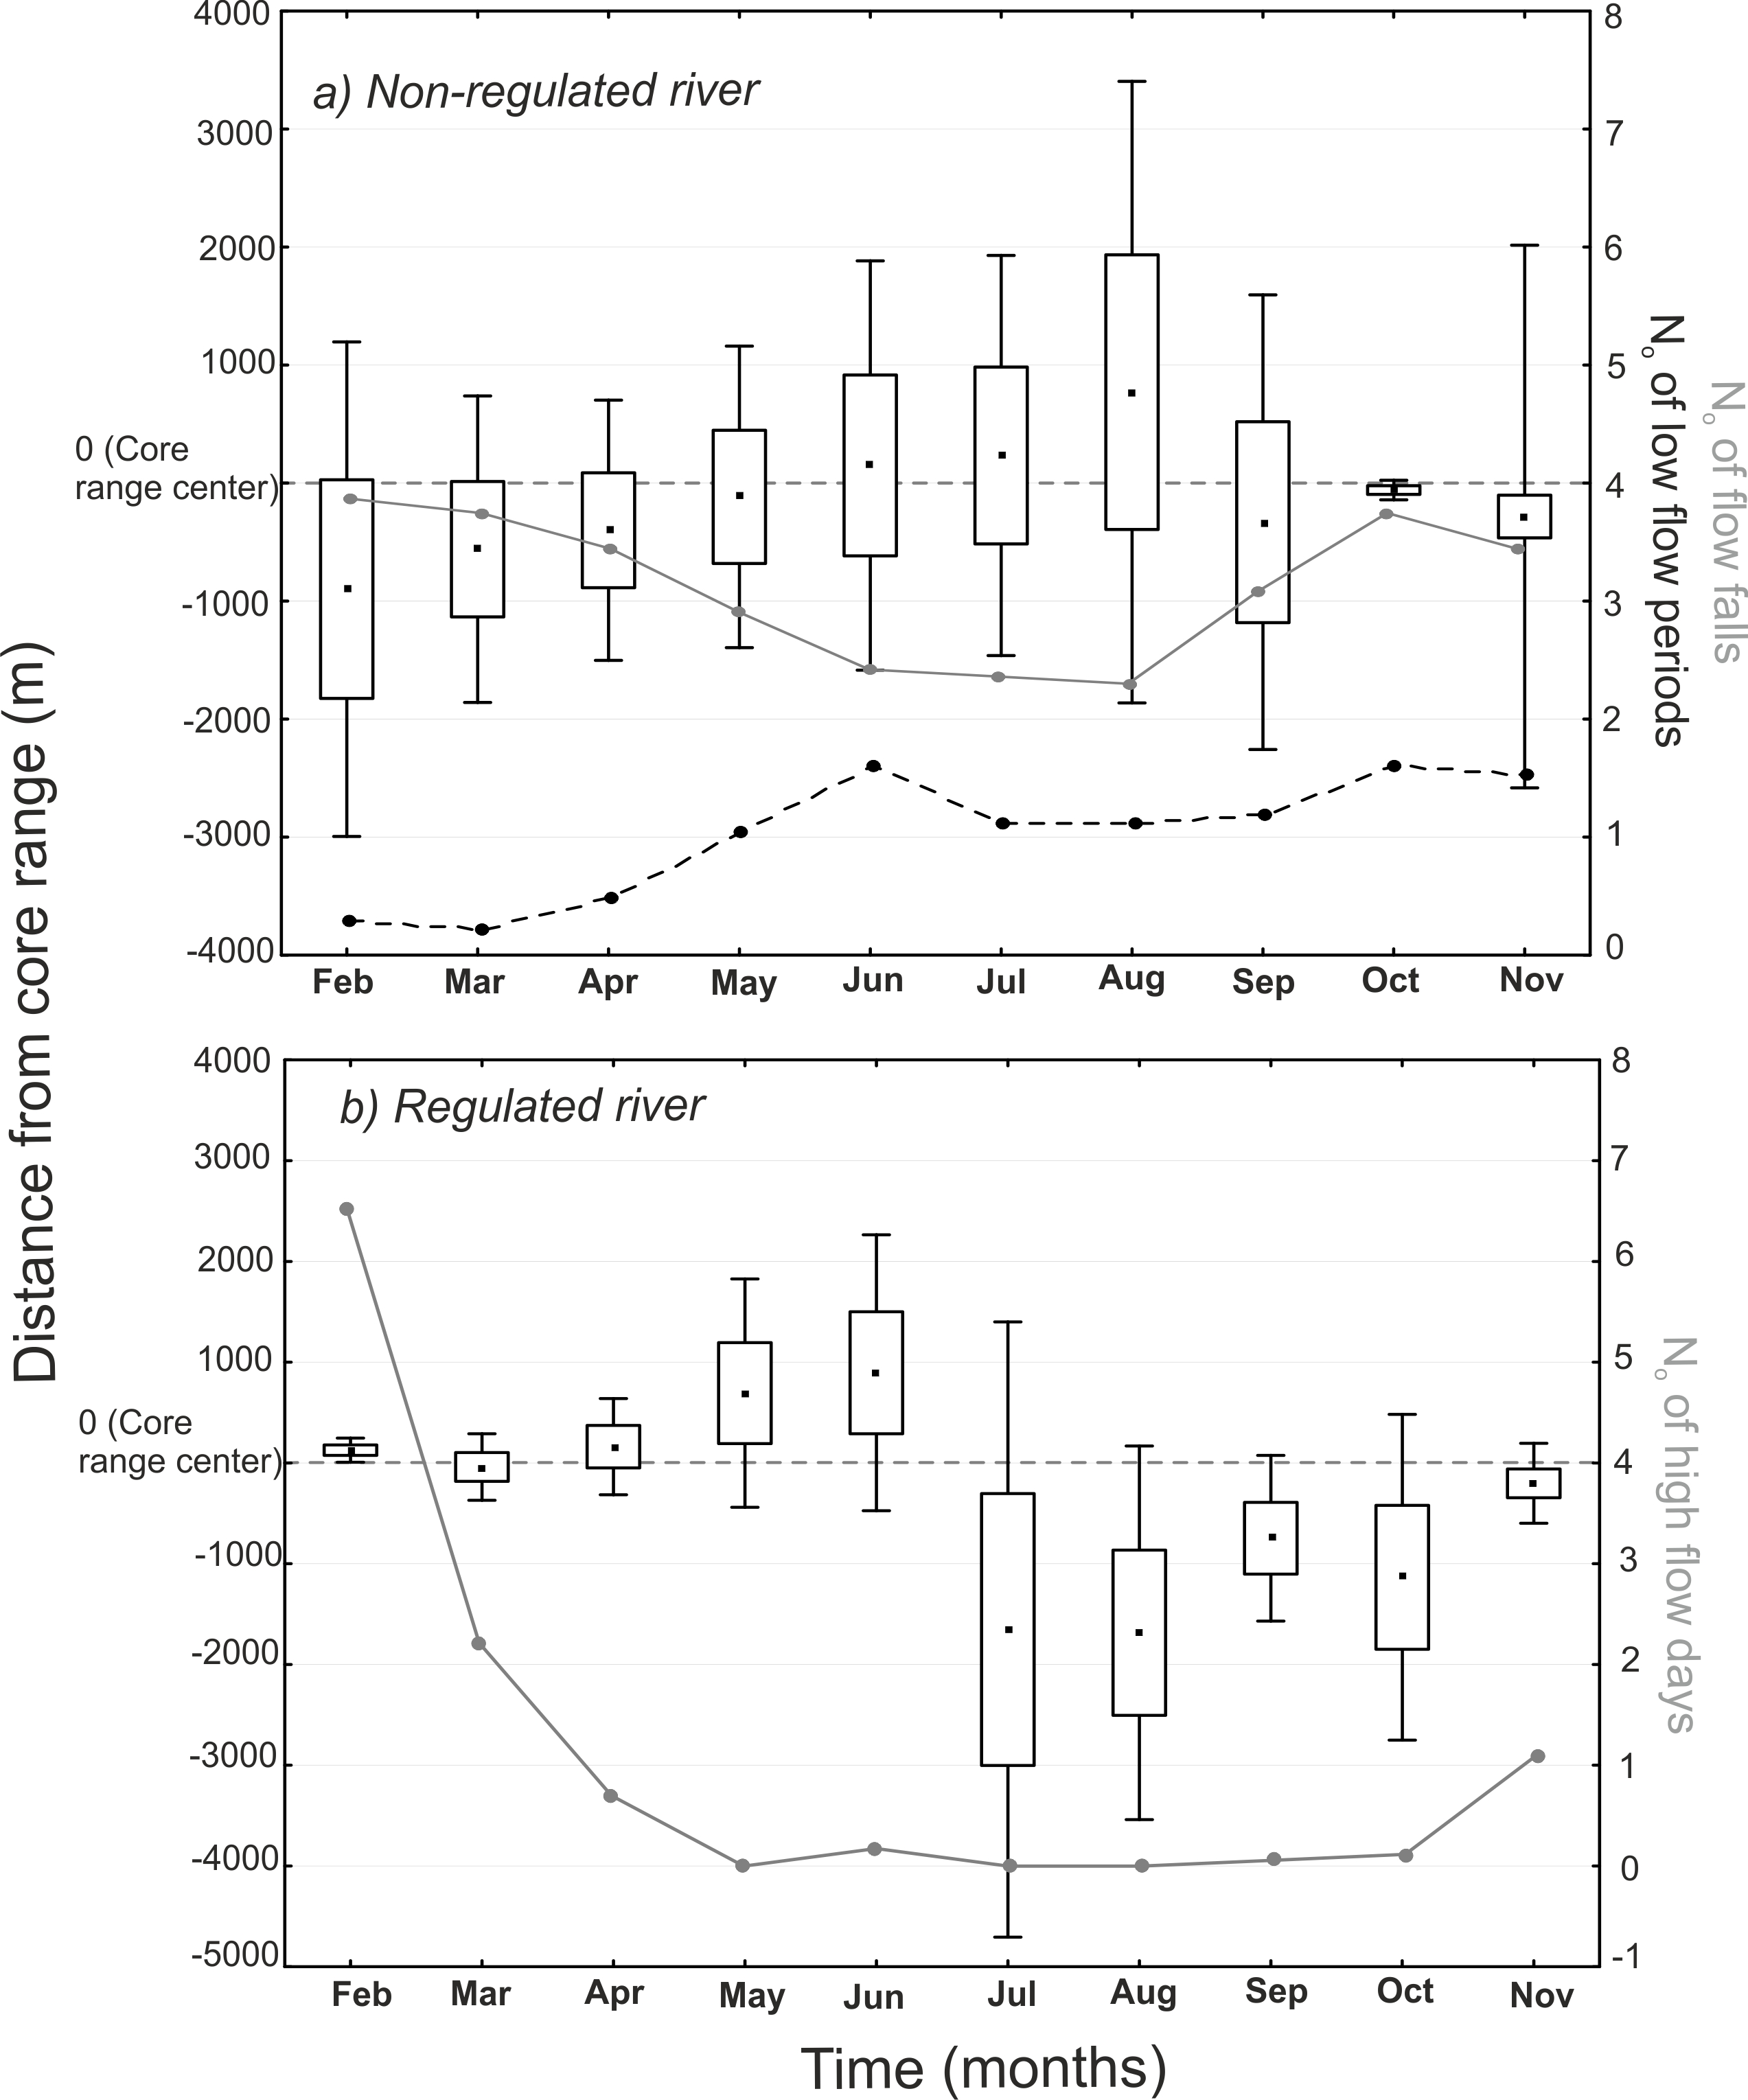 4000
8
a) Non-regulated river
3000
7
2000
6
1000
5
0 (Core
range center)
4
-1000
3
-2000
2
-3000
1
-4000
0
Feb Mar Apr May Jun Jul Aug Sep Oct Nov
No of low flow periods
No of flow falls
Distance from core range (m)
4000
8
b) Regulated river
3000
7
2000
6
1000
5
0 (Core
range center)
4
-1000
3
-2000
2
-3000
1
-4000
0
-5000
-1
No of high flow days
Feb Mar Apr May Jun Jul Aug Sep Oct Nov
Time (months)